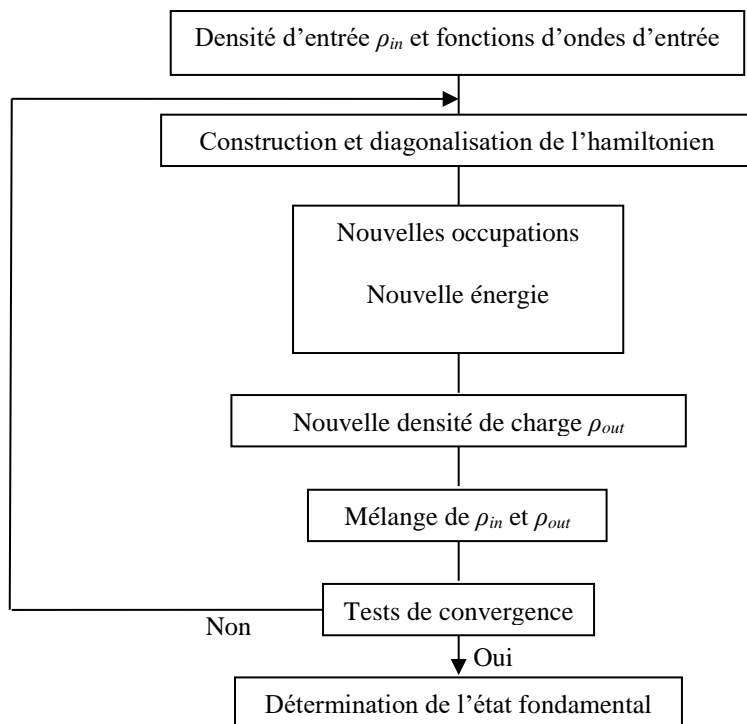 Densité d’entrée ρin et fonctions d’ondes d’entrée
Construction et diagonalisation de l’hamiltonien
Nouvelles occupations
Nouvelle énergie
Nouvelle densité de charge ρout
Mélange de ρin et ρout
Tests de convergence
Non
Oui
Détermination de l’état fondamental